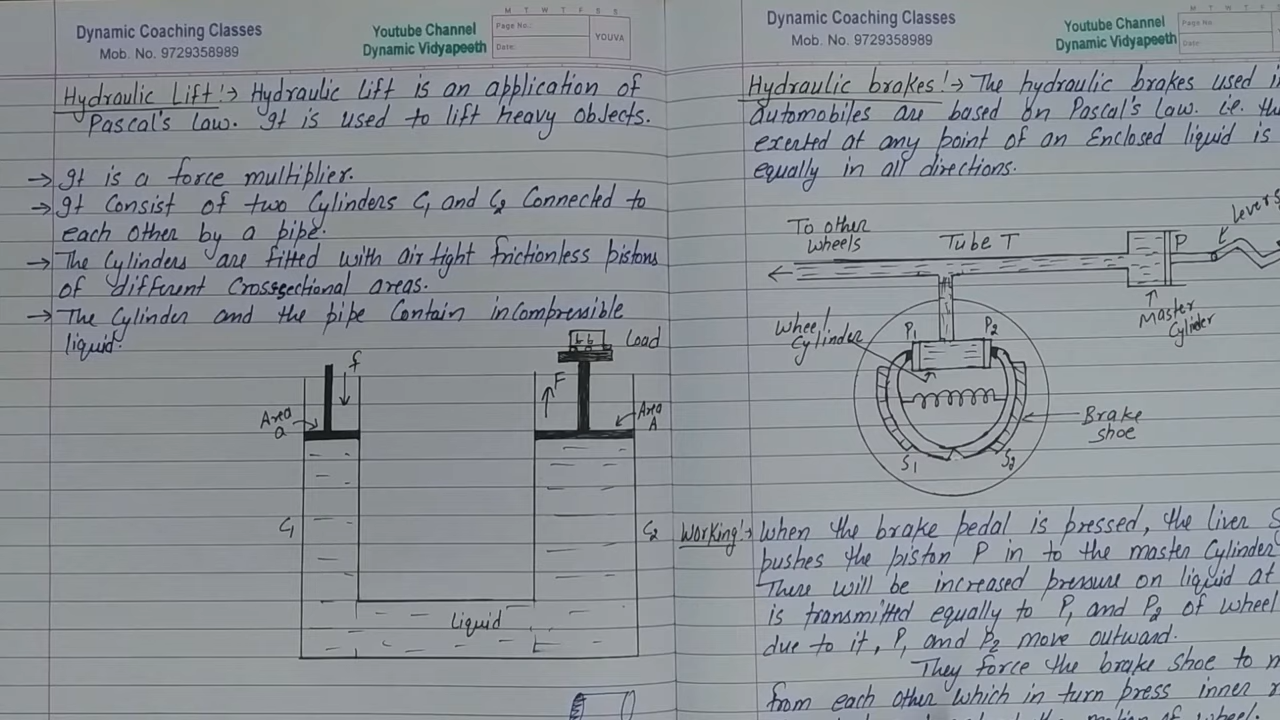 Dynamic Coaching Classes
Mob. No. 9729358989
Youtube Channel
Dynamic Vidyapeeth
M T W T F S S
Page No.:
Date:
YOUVA
Hydraulic Lift:→ Hydraulic Lift is an application of
Pascal's Law. It is used to lift heavy objects.
→ It is a force multiplier.
→ It Consist of two Cylinders C1 and C2 Connected to
each other by a pipe.
→ The Cylinders are fitted with air tight frictionless pistons
of different Crosssectional areas.
→ The Cylinder and the pipe Contain incompressible
liquid.
Load
f
F
Area
a
Area
A
C1
C2
Liquid
Dynamic Coaching Classes
Mob. No. 9729358989
Youtube Channel
Dynamic Vidyapeeth
M T W T F S
Page No.:
Date:
Hydraulic brakes:→ The hydraulic brakes used
automobiles are based on Pascal's Law. i.e.
exerted at any point of an Enclosed liquid is
equally in all directions.
To other
wheels
Tube T
P
Levers
Master
Cylinder
Wheel
Cylinder
P1
P2
Brake
shoe
S1
S2
Working:→ When the brake pedal is pressed, the liver
pushes the piston P in to the master Cylinder
There will be increased pressure on liquid at
is transmitted equally to P1 and P2 of wheel
due to it, P1 and P2 move outward.
They force the brake shoe to
from each other which in turn press inner
motion of wheel.